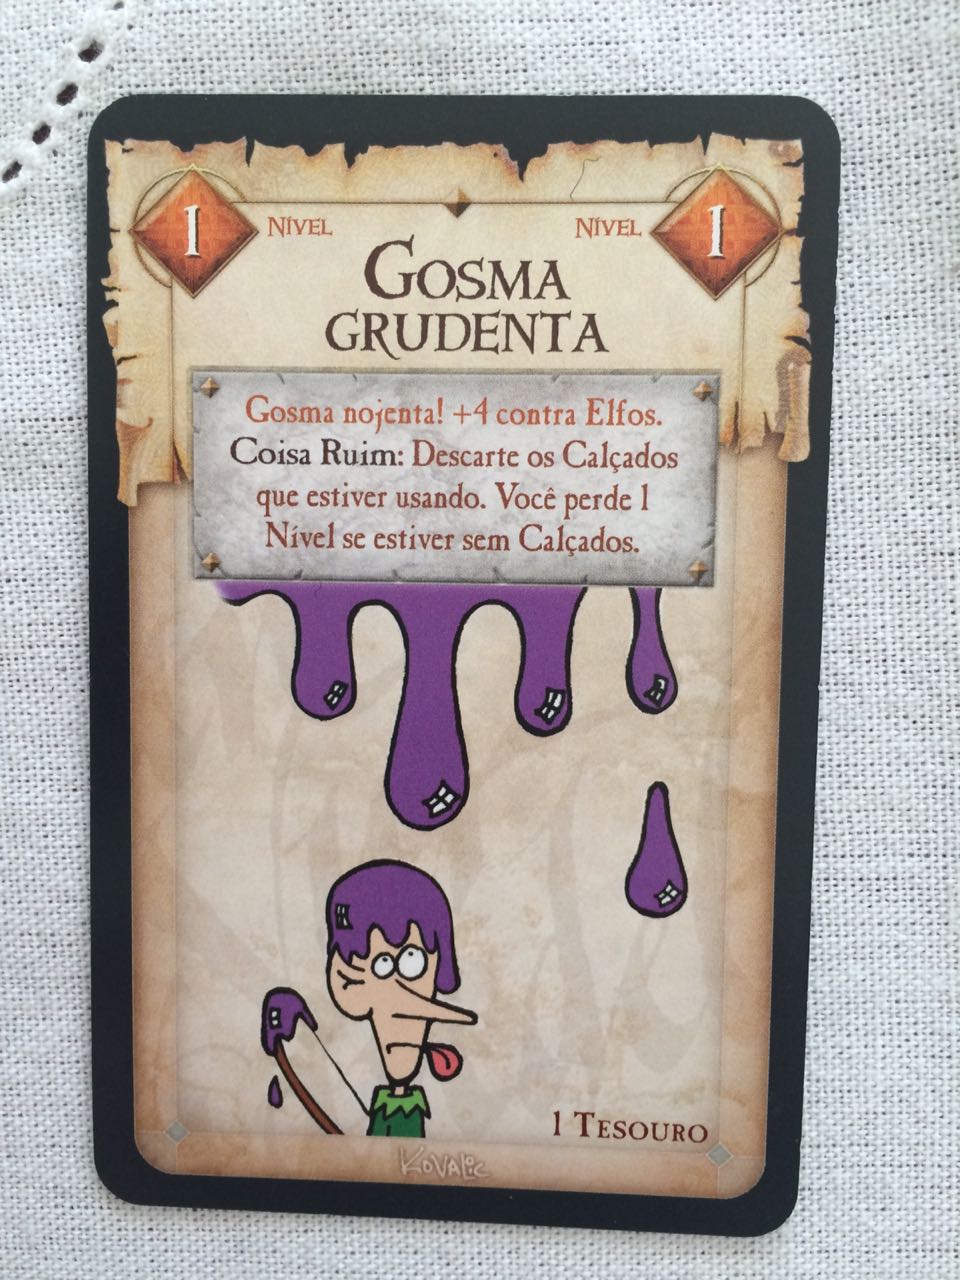 1 NÍVEL NÍVEL 1
GOSMA
GRUDENTA
Gosma nojenta! +4 contra Elfos.
Coisa Ruim: Descarte os Calçados
que estiver usando. Você perde 1
Nível se estiver sem Calçados.
1 TESOURO
KOVALIC